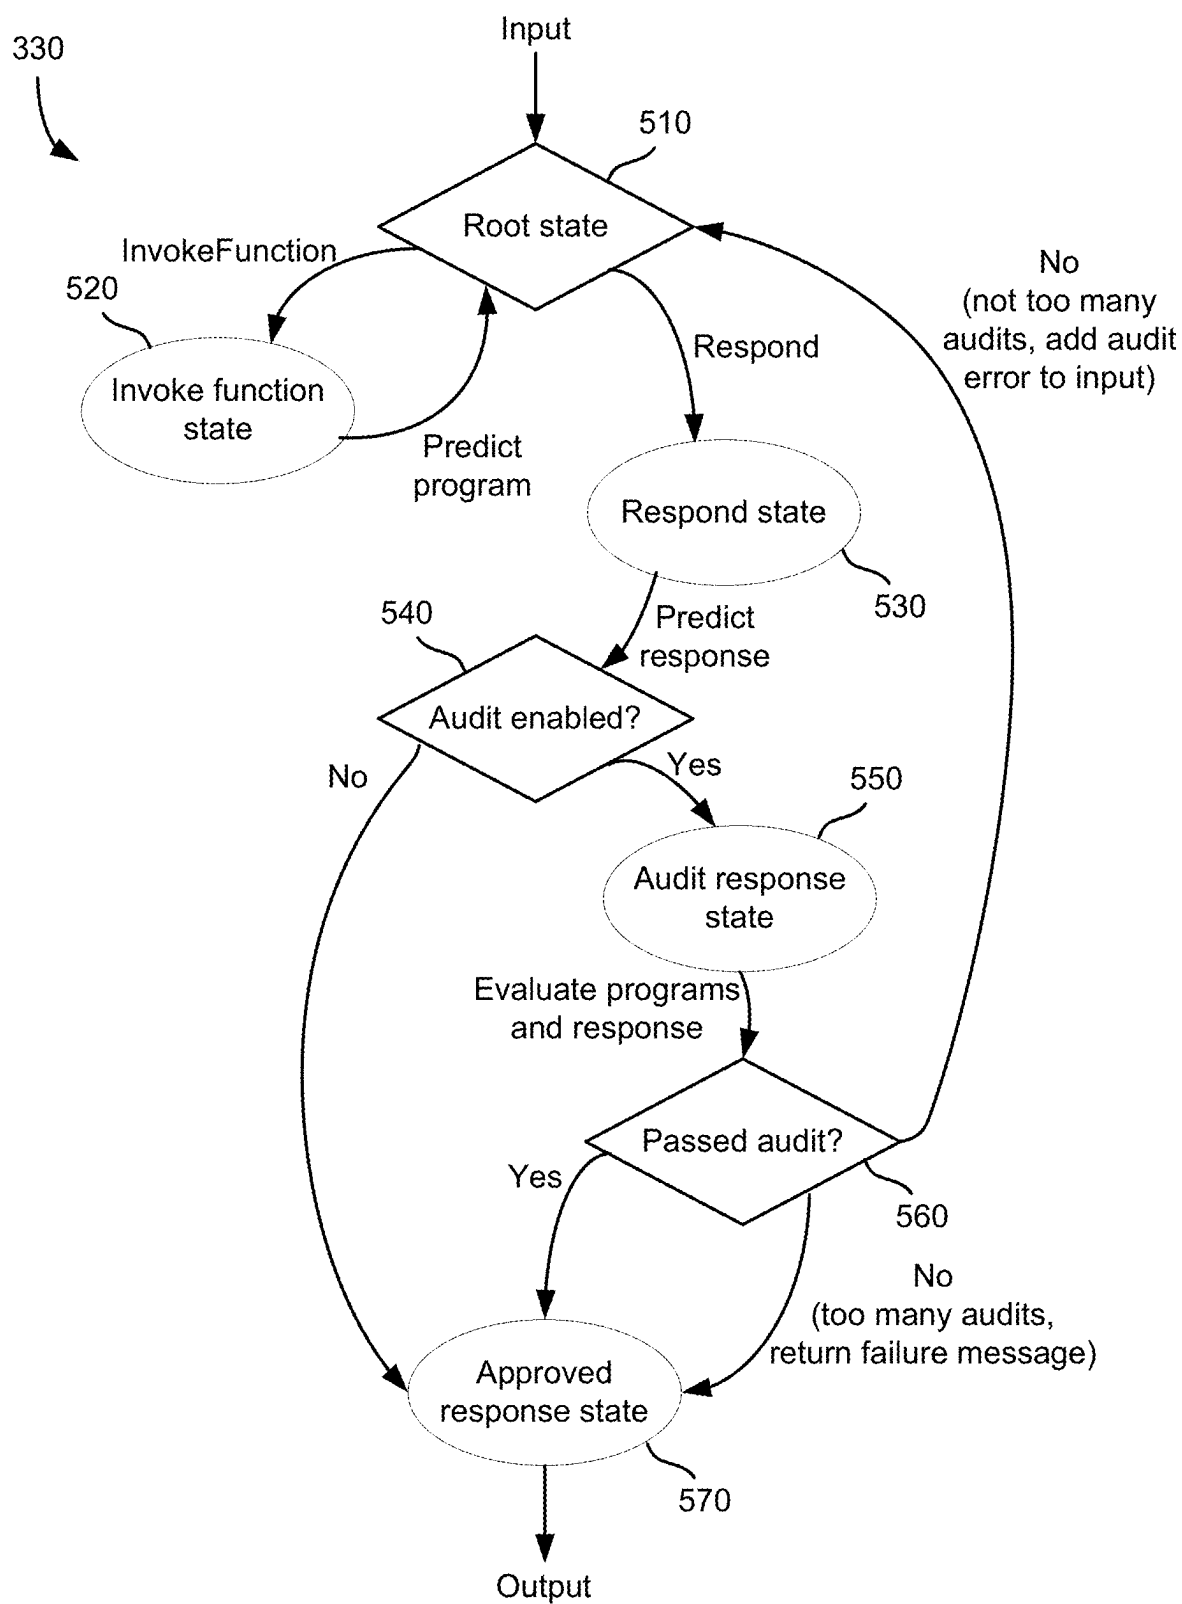 Input
330
510
Root state
InvokeFunction
520
No
(not too many
audits, add audit
error to input)
Respond
Invoke function
state
Predict
program
Respond state
530
540
Predict
response
Audit enabled?
No
Yes
550
Audit response
state
Evaluate programs
and response
Passed audit?
Yes
560
No
(too many audits,
return failure message)
Approved
response state
570
Output